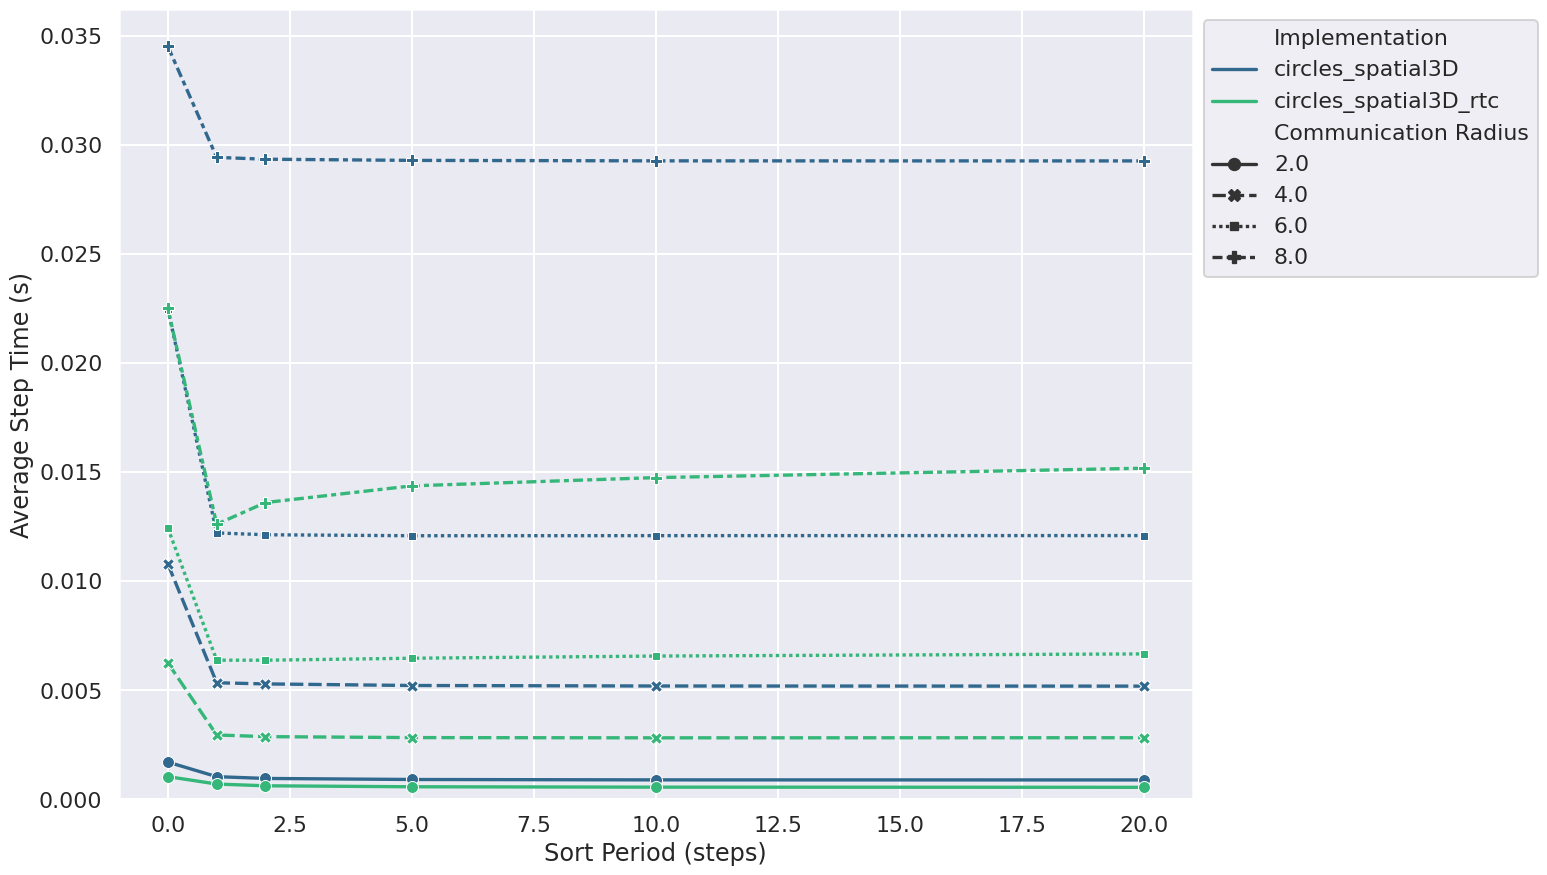 0.035
0.030
0.025
0.020
0.015
0.010
0.005
0.000
Average Step Time (s)
0.0 2.5 5.0 7.5 10.0 12.5 15.0 17.5 20.0
Sort Period (steps)
Implementation
circles_spatial3D
circles_spatial3D_rtc
Communication Radius
2.0
4.0
6.0
8.0